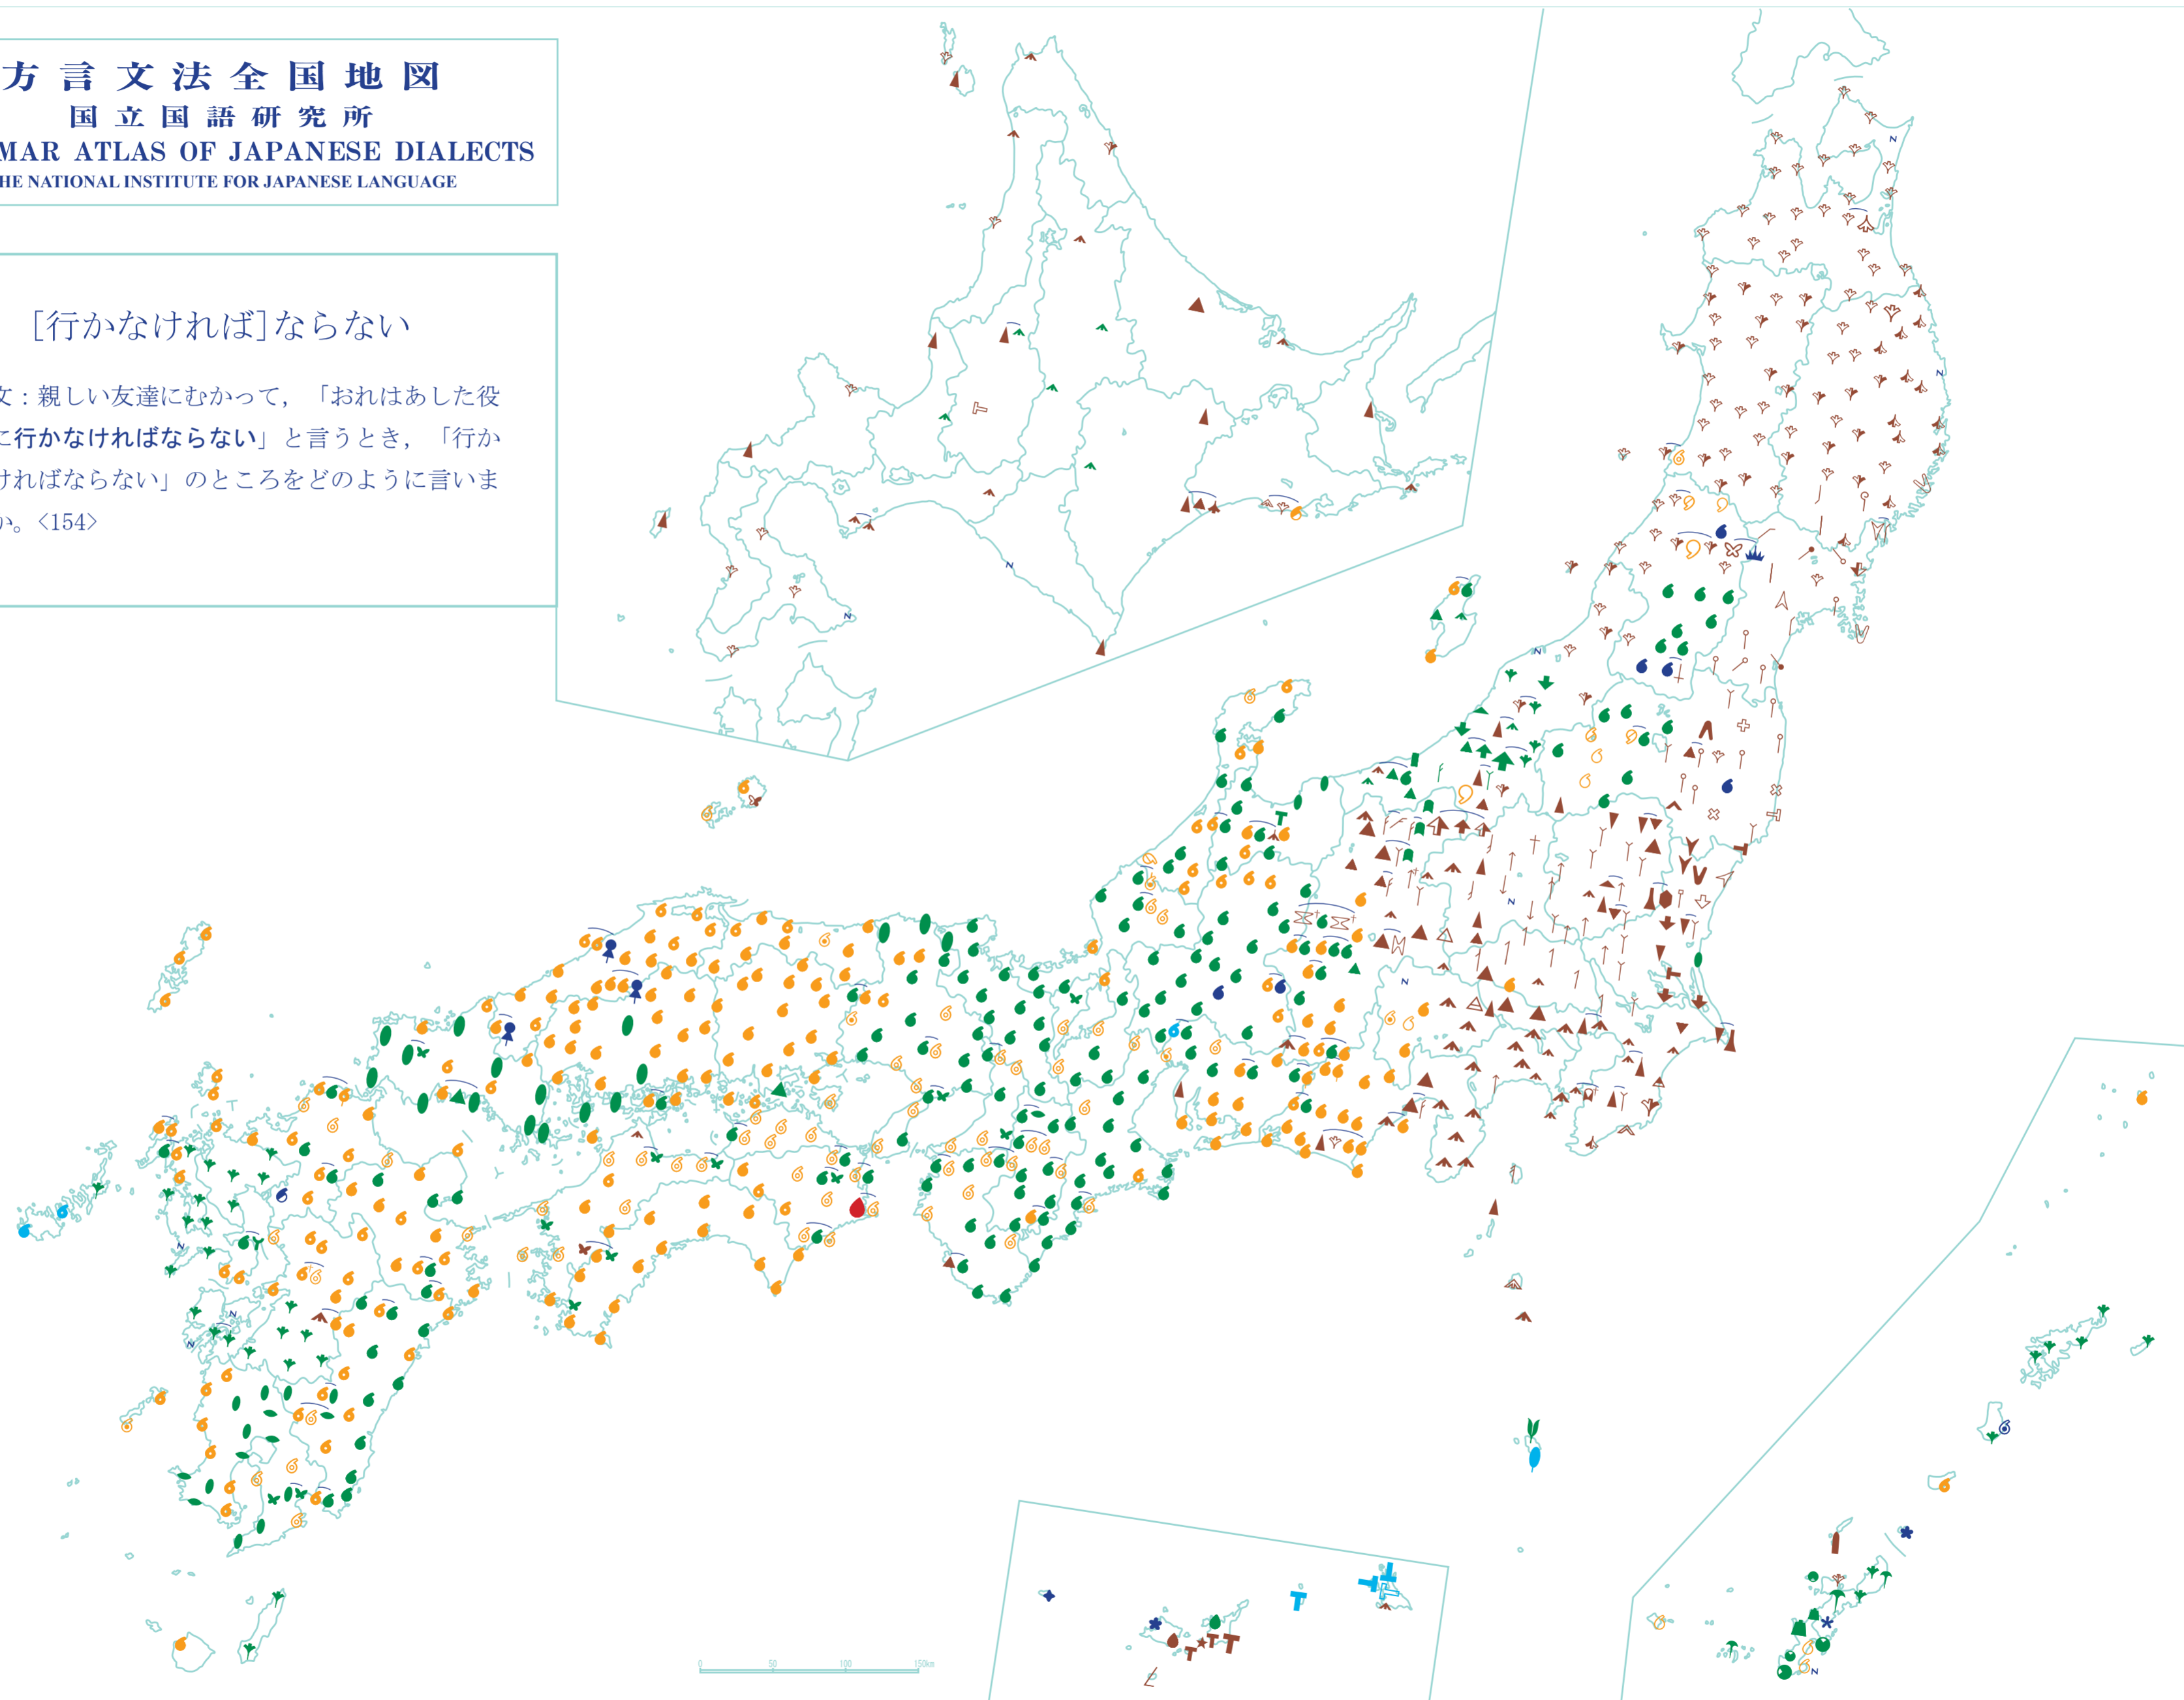 方言文法全国地図
国立国語研究所
MAR ATLAS OF JAPANESE DIALECTS
HE NATIONAL INSTITUTE FOR JAPANESE LANGUAGE
[行かなければ]ならない
文：親しい友達にむかって，「おれはあした役
に行かなければならない」と言うとき，「行か
ければならない」のところをどのように言いま
か。〈154〉
0 50 100 150km